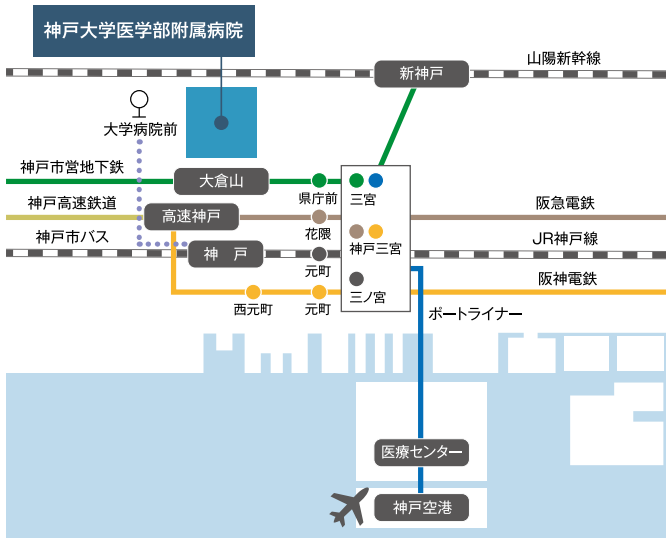 神戸大学医学部附属病院
山陽新幹線
新神戸
大学病院前
神戸市営地下鉄
大倉山
県庁前
三宮
神戸高速鉄道
高速神戸
花隈
神戸三宮
阪急電鉄
神戸市バス
神 戸
元町
三ノ宮
JR神戸線
西元町
元町
阪神電鉄
ポートライナー
医療センター
神戸空港